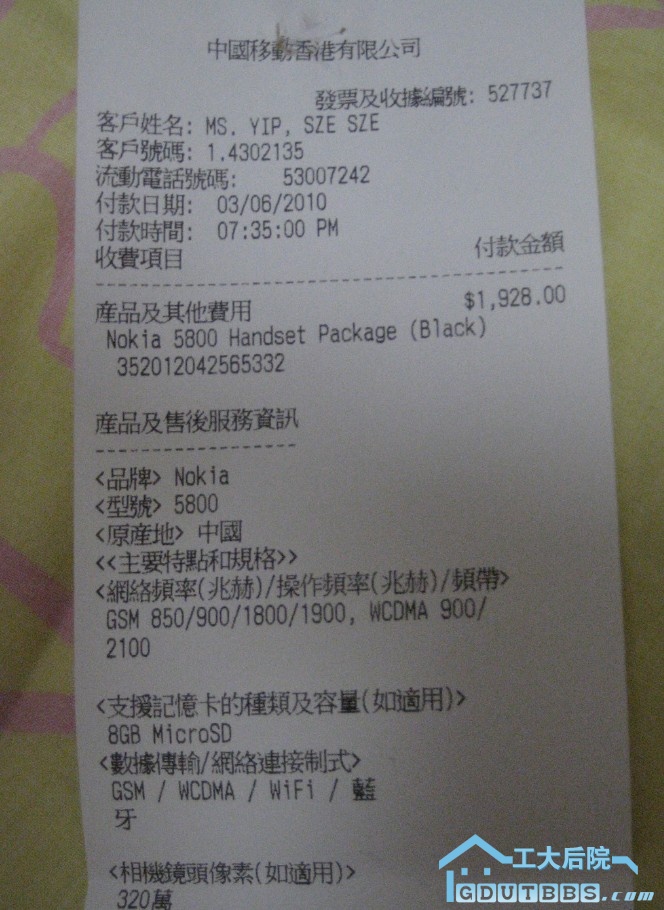 中國移動香港有限公司
發票及收據編號: 527737
客戶姓名: MS. YIP, SZE SZE
客戶號碼: 1.4302135
流動電話號碼: 53007242
付款日期: 03/06/2010
付款時間: 07:35:00 PM
收費項目 付款金額
產品及其他費用 $1,928.00
Nokia 5800 Handset Package (Black)
352012042565332
產品及售後服務資訊
<品牌> Nokia
<型號> 5800
<原產地> 中國
<<主要特點和規格>>
<網絡頻率(兆赫)/操作頻率(兆赫)/頻帶>
GSM 850/900/1800/1900, WCDMA 900/
2100
<支援記憶卡的種類及容量(如適用)>
8GB MicroSD
<數據傳輸/網絡連接制式>
GSM / WCDMA / WiFi / 藍
牙
<相機鏡頭像素(如適用)>
320萬
工大后院
GDUTBBS.com